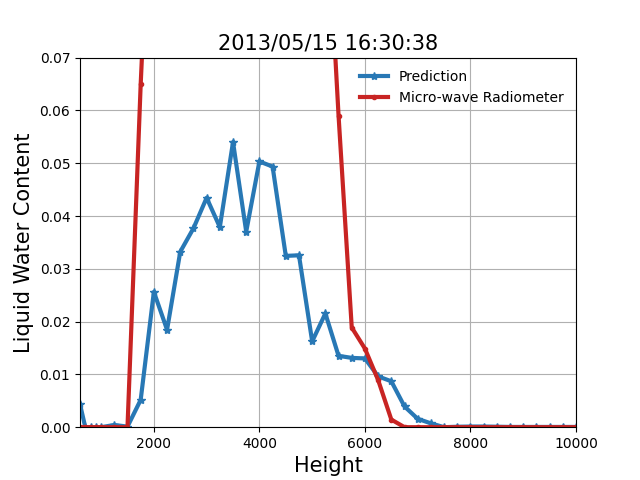 2013/05/15 16:30:38
Prediction
Micro-wave Radiometer
Liquid Water Content
0.07
0.06
0.05
0.04
0.03
0.02
0.01
0.00
2000 4000 6000 8000 10000
Height